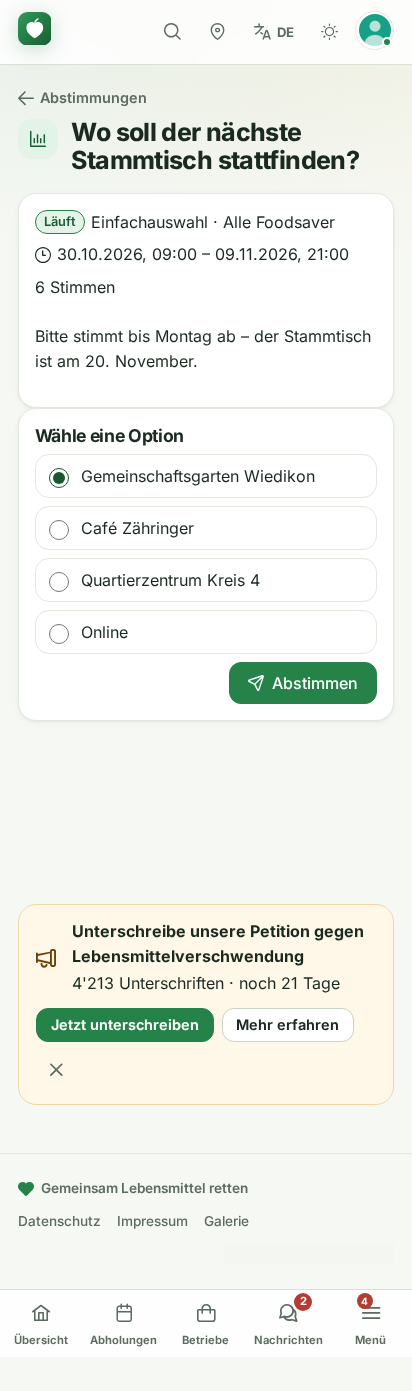 DE
Abstimmungen
Wo soll der nächste
Stammtisch stattfinden?
Läuft Einfachauswahl · Alle Foodsaver
30.10.2026, 09:00 – 09.11.2026, 21:00
6 Stimmen
Bitte stimmt bis Montag ab – der Stammtisch
ist am 20. November.
Wähle eine Option
Gemeinschaftsgarten Wiedikon
Café Zähringer
Quartierzentrum Kreis 4
Online
Abstimmen
Unterschreibe unsere Petition gegen
Lebensmittelverschwendung
4'213 Unterschriften · noch 21 Tage
Jetzt unterschreiben Mehr erfahren
Gemeinsam Lebensmittel retten
Datenschutz Impressum Galerie
2 4
Übersicht Abholungen Betriebe Nachrichten Menü